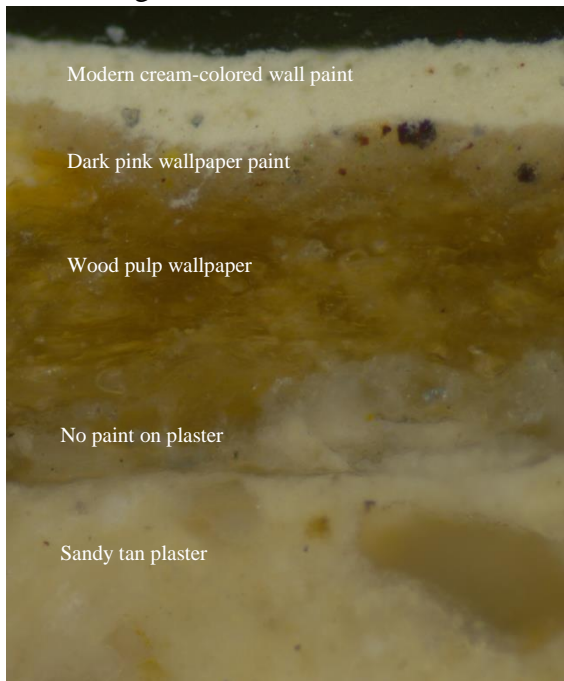 Modern cream-colored wall paint
Dark pink wallpaper paint
Wood pulp wallpaper
No paint on plaster
Sandy tan plaster